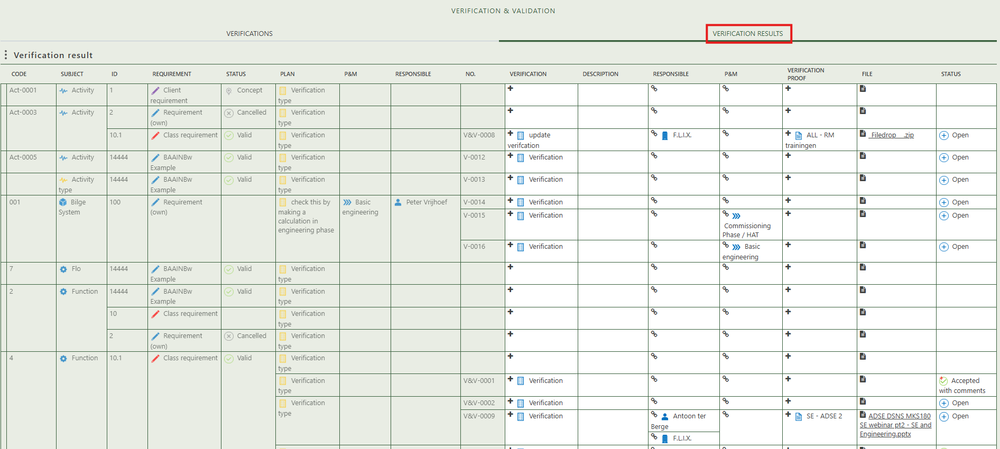 VERIFICATION & VALIDATION
VERIFICATIONS
VERIFICATION RESULTS
Verification result
CODE SUBJECT ID REQUIREMENT STATUS PLAN P&M RESPONSIBLE NO. VERIFICATION DESCRIPTION RESPONSIBLE P&M VERIFICATION PROOF FILE STATUS
Act-0001 Activity 1 Client requirement Concept Verification type
Act-0003 Activity 2 Requirement (own) Cancelled Verification type
10.1 Class requirement Valid Verification type V&V-0008 update verifcation F.L.I.X. ALL - RM trainingen _Filedrop__.zip Open
Act-0005 Activity 14444 BAAINBw Example Valid Verification type V-0012 Verification Open
Activity type 14444 BAAINBw Example Valid Verification type V-0013 Verification Open
001 Bilge System 100 Requirement (own) check this by making a calculation in engineering phase Basic engineering Peter Vrijhoef V-0014 Verification Open
V-0015 Verification Commissioning Phase / HAT Open
V-0016 Verification Basic engineering Open
7 Flo 14444 BAAINBw Example Valid Verification type
2 Function 14444 BAAINBw Example Valid Verification type
10 Class requirement Verification type
2 Requirement (own) Cancelled Verification type
4 Function 10.1 Class requirement Valid Verification type
Verification type V&V-0001 Verification Accepted with comments
Verification type V&V-0002 Verification Open
V&V-0009 Verification Antoon ter Berge SE - ADSE 2 ADSE DSNS MKS180 SE webinar pt2 - SE and Engineering.pptx Open
F.L.I.X.